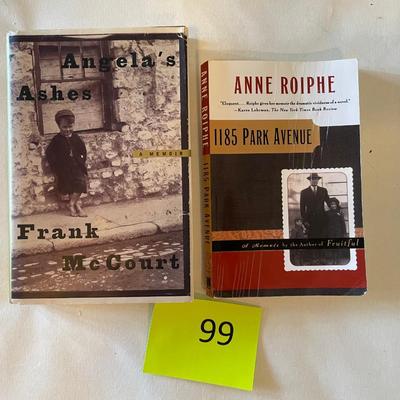 Angela's
Ashes
A MEMOIR
Frank
McCourt
ANNE ROIPHE
1185 PARK AVENUE
ANNE ROIPHE
"Eloquent.... Roiphe gives her memoir the dramatic vividness of a novel."
—Karen Lehrman, The New York Times Book Review
1185 PARK AVENUE
A Memoir by the Author of Fruitful
99